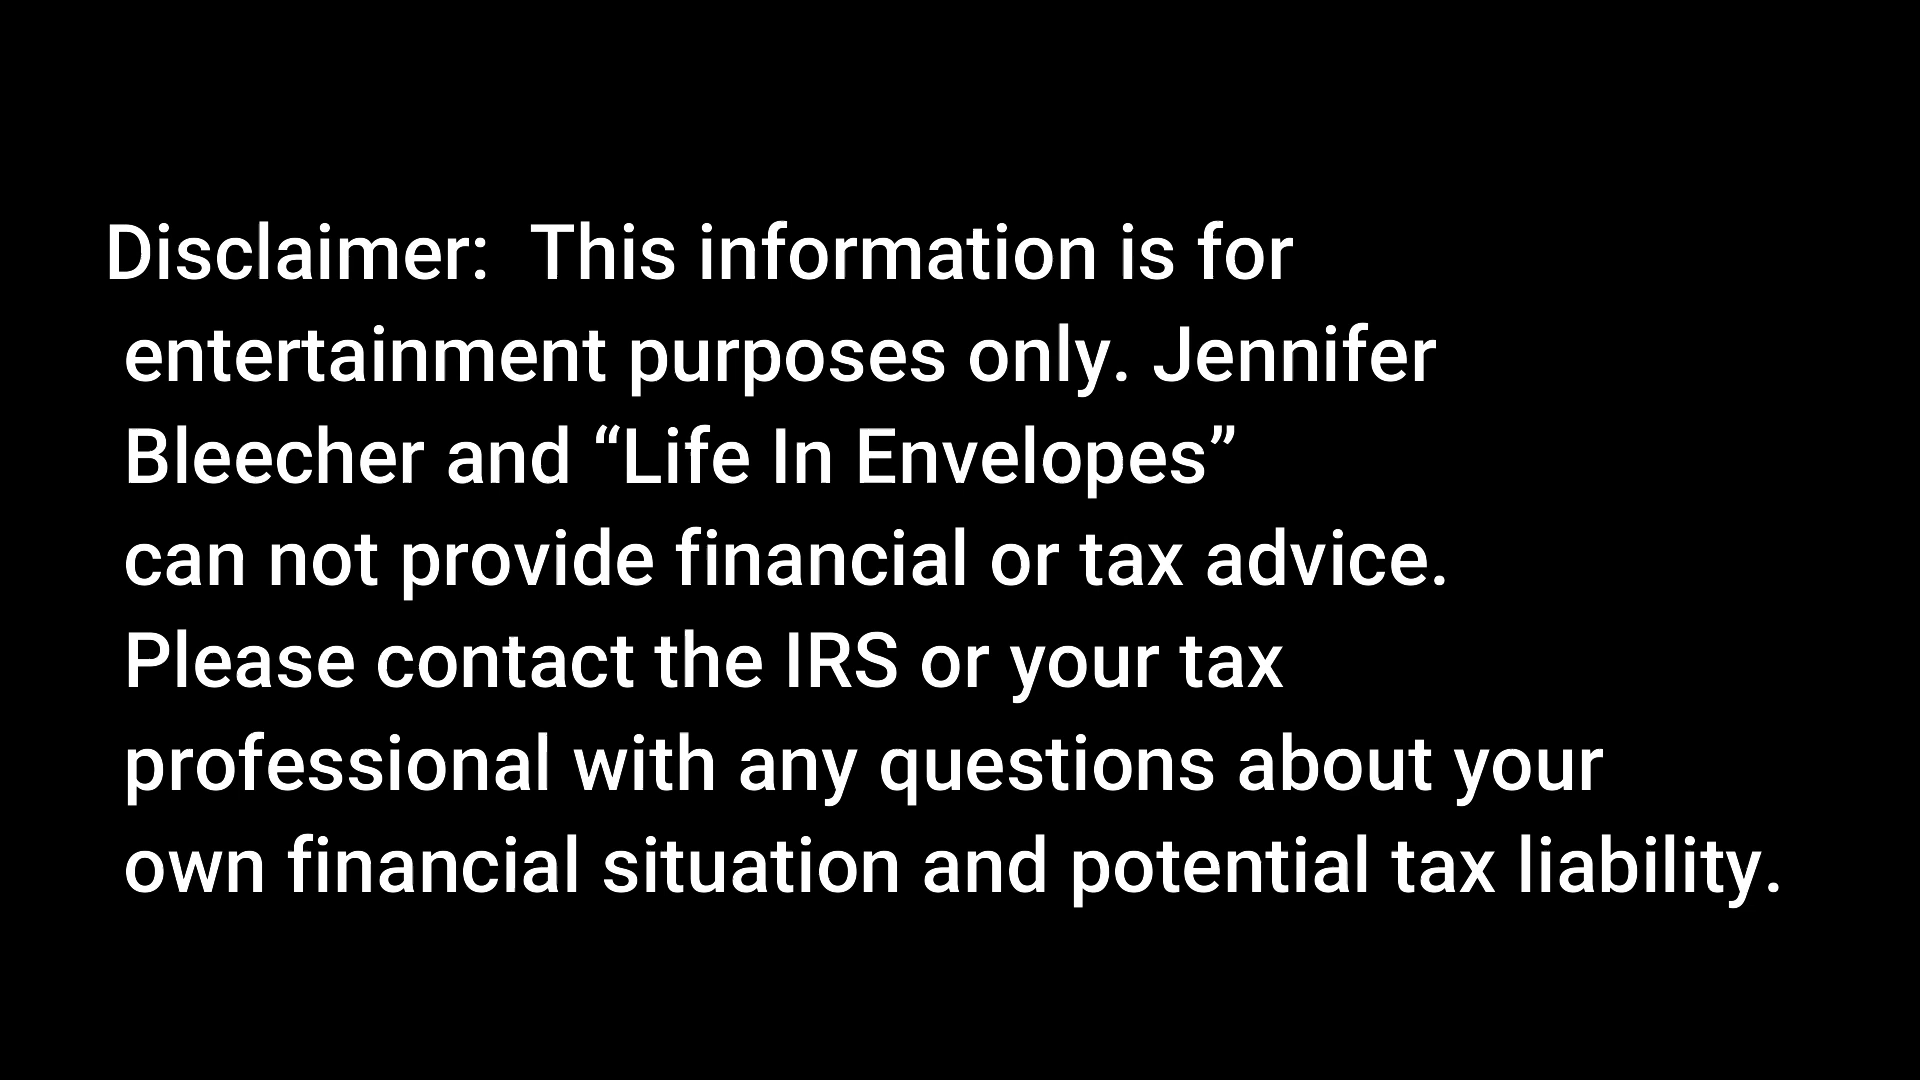 Disclaimer:  This information is for
entertainment purposes only. Jennifer
Bleecher and “Life In Envelopes”
can not provide financial or tax advice.
Please contact the IRS or your tax
professional with any questions about your
own financial situation and potential tax liability.